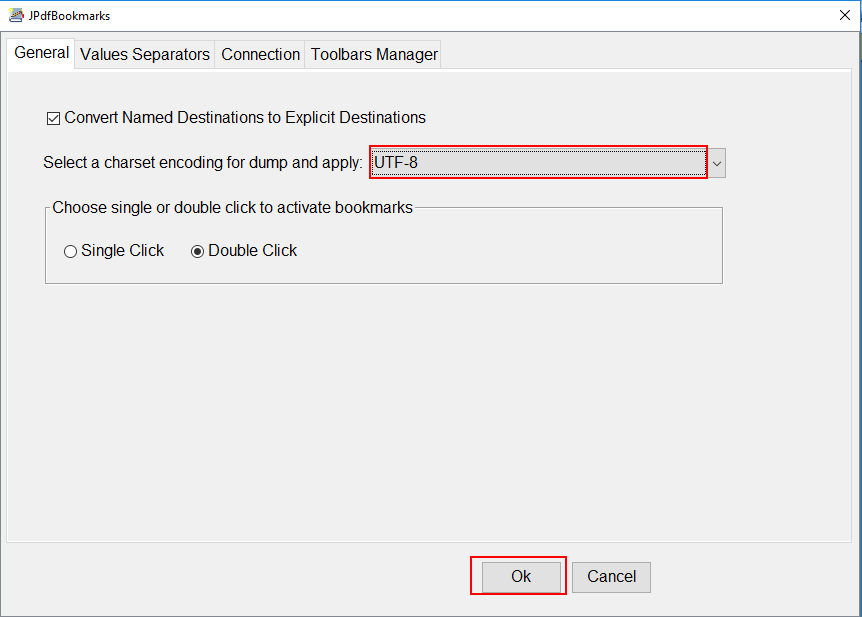 JPdfBookmarks
General Values Separators Connection Toolbars Manager
Convert Named Destinations to Explicit Destinations
Select a charset encoding for dump and apply: UTF-8
Choose single or double click to activate bookmarks
Single Click Double Click
Ok Cancel